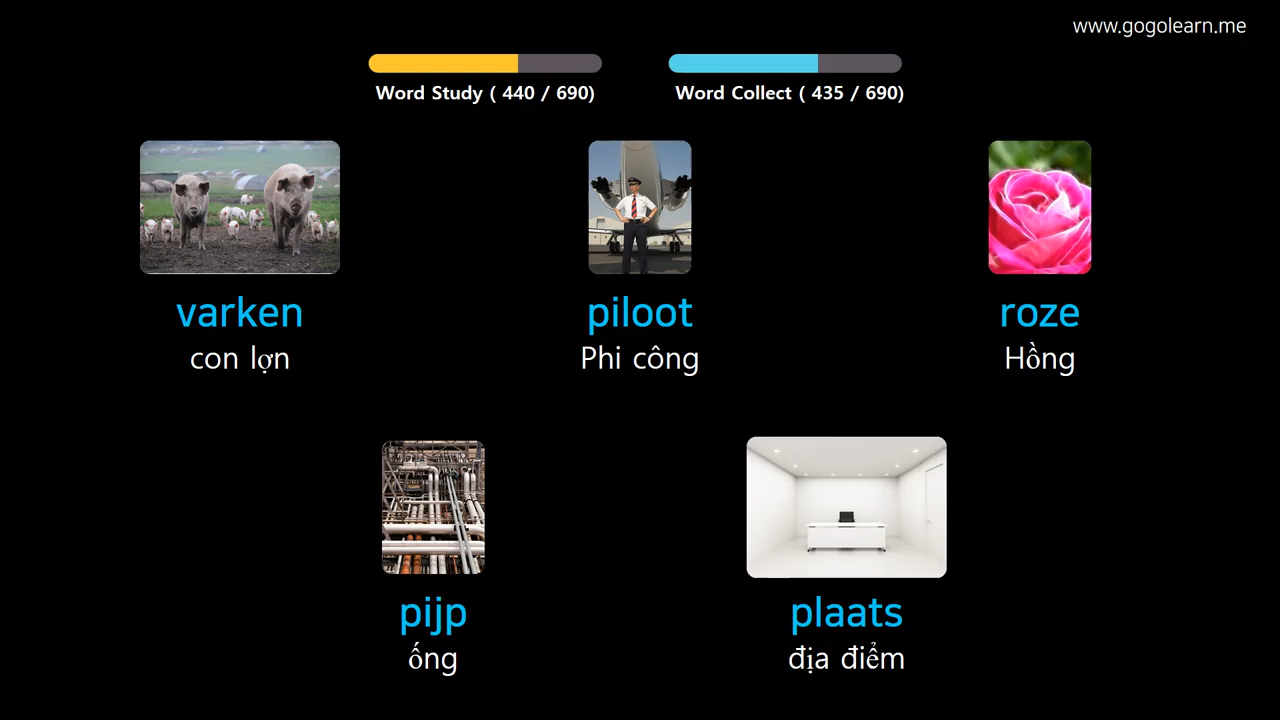 www.gogolearn.me
Word Study ( 440 / 690)
Word Collect ( 435 / 690)
varken
con lợn
piloot
Phi công
roze
Hồng
pijp
ống
plaats
địa điểm